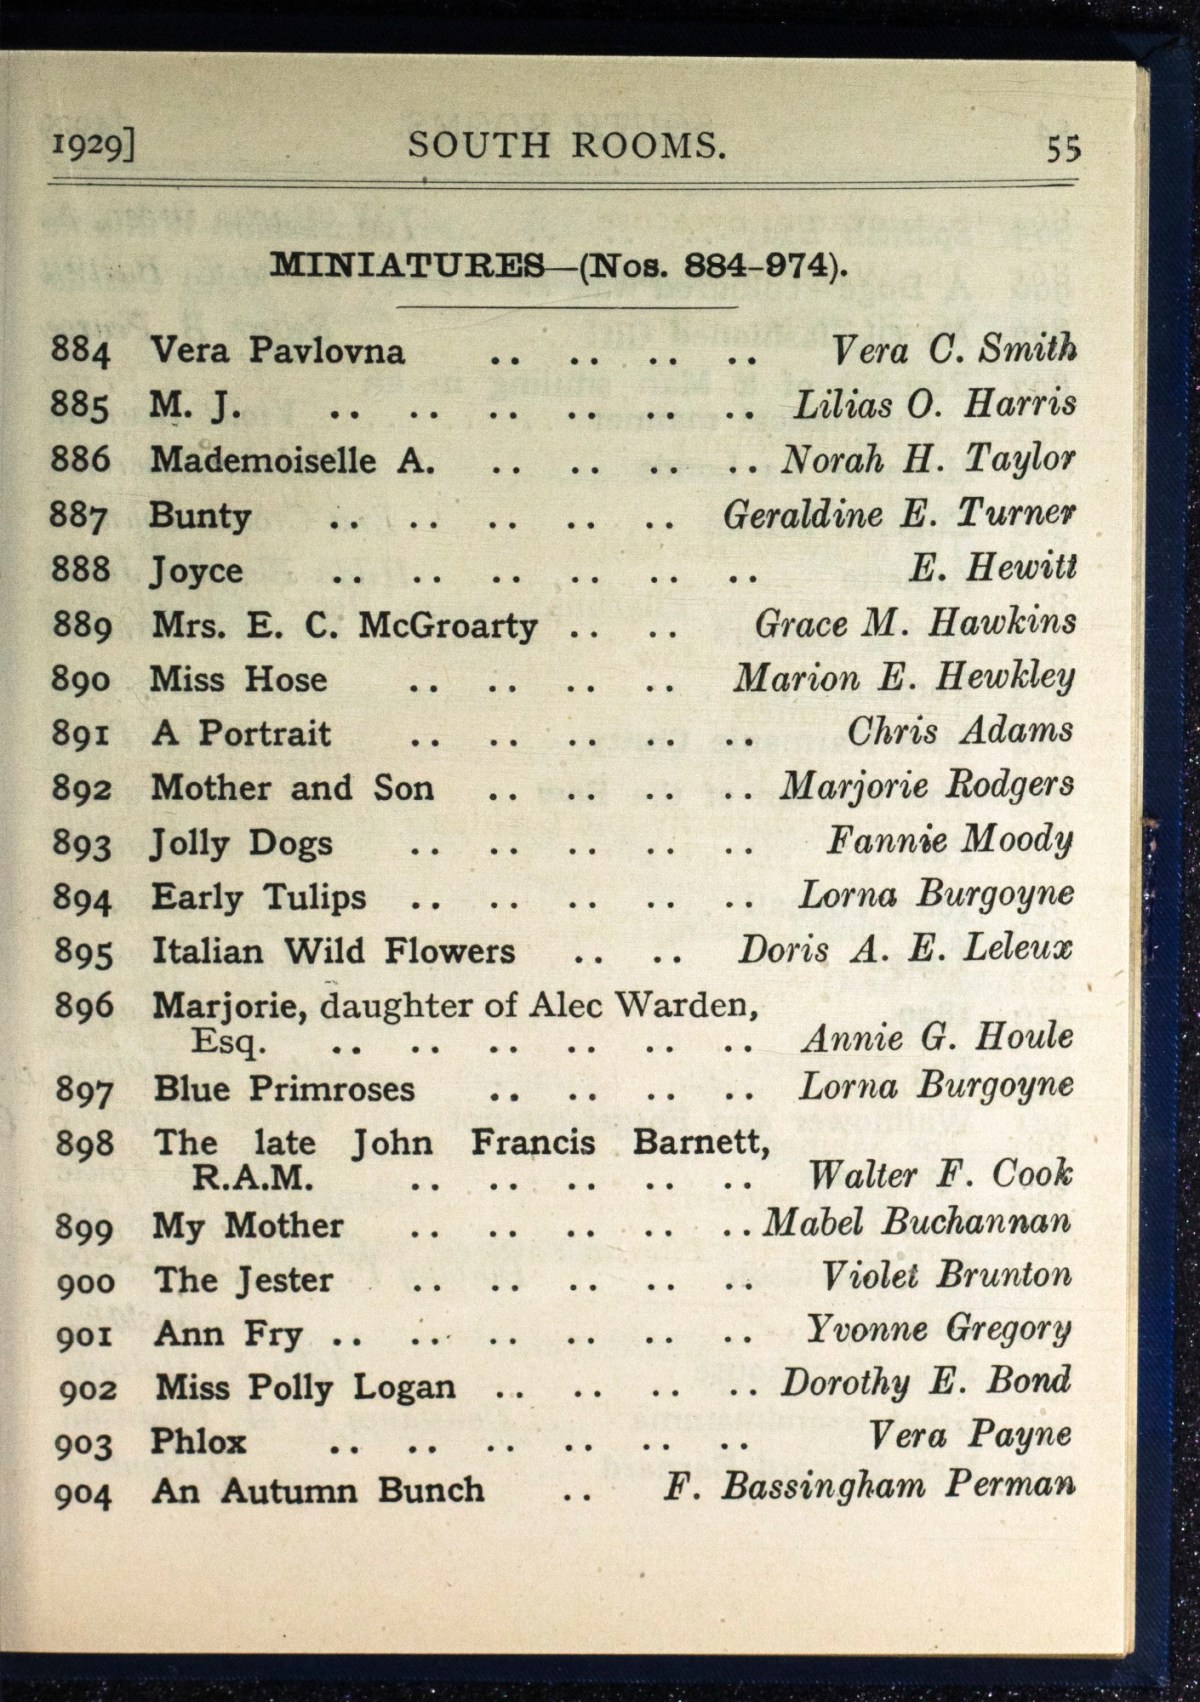 1929] SOUTH ROOMS. 55
MINIATURES—(Nos. 884-974).
884 Vera Pavlovna .. .. .. .. Vera C. Smith
885 M. J. .. .. .. .. .. .. Lilias O. Harris
886 Mademoiselle A. .. .. .. .. Norah H. Taylor
887 Bunty .. .. .. .. .. Geraldine E. Turner
888 Joyce .. .. .. .. .. .. E. Hewitt
889 Mrs. E. C. McGroarty .. .. Grace M. Hawkins
890 Miss Hose .. .. .. .. Marion E. Hewkley
891 A Portrait .. .. .. .. .. Chris Adams
892 Mother and Son .. .. .. .. Marjorie Rodgers
893 Jolly Dogs .. .. .. .. .. Fannie Moody
894 Early Tulips .. .. .. .. .. Lorna Burgoyne
895 Italian Wild Flowers .. .. Doris A. E. Leleux
896 Marjorie, daughter of Alec Warden,
Esq. .. .. .. .. .. .. Annie G. Houle
897 Blue Primroses .. .. .. .. Lorna Burgoyne
898 The late John Francis Barnett,
R.A.M. .. .. .. .. .. Walter F. Cook
899 My Mother .. .. .. .. .. Mabel Buchannan
900 The Jester .. .. .. .. .. Violet Brunton
901 Ann Fry .. .. .. .. .. .. Yvonne Gregory
902 Miss Polly Logan .. .. .. .. Dorothy E. Bond
903 Phlox .. .. .. .. .. .. Vera Payne
904 An Autumn Bunch .. F. Bassingham Perman